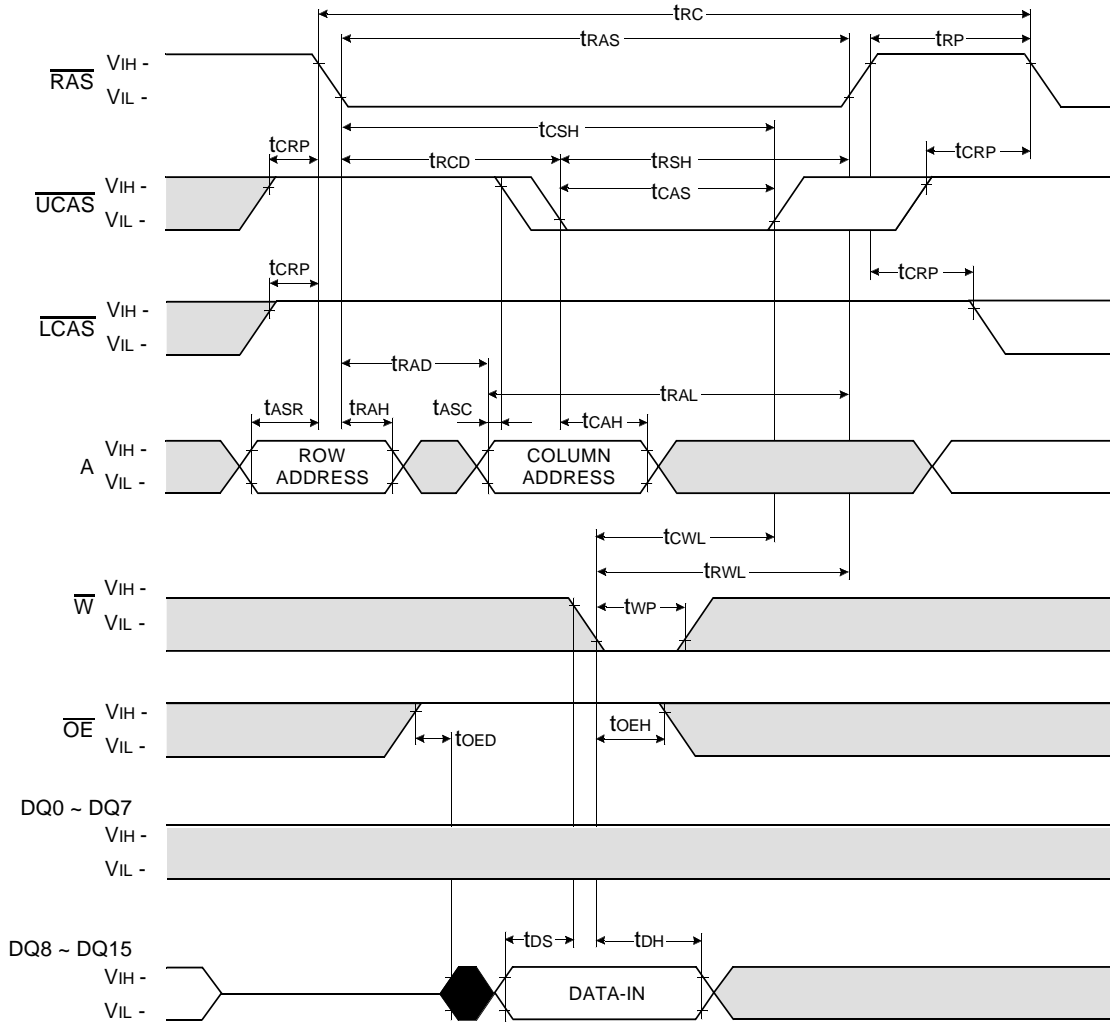 tRC
tRAS
tRP
RAS
VIH -
VIL -
tCSH
tCRP
tRCD
tRSH
tCRP
UCAS
VIH -
VIL -
tCAS
tCRP
tCRP
LCAS
VIH -
VIL -
tRAD
tRAL
tASR
tRAH
tASC
tCAH
A
VIH -
VIL -
ROW
ADDRESS
COLUMN
ADDRESS
tCWL
tRWL
W
VIH -
VIL -
tWP
OE
VIH -
VIL -
tOED
tOEH
DQ0 ~ DQ7
VIH -
VIL -
tDS
tDH
DQ8 ~ DQ15
VIH -
VIL -
DATA-IN